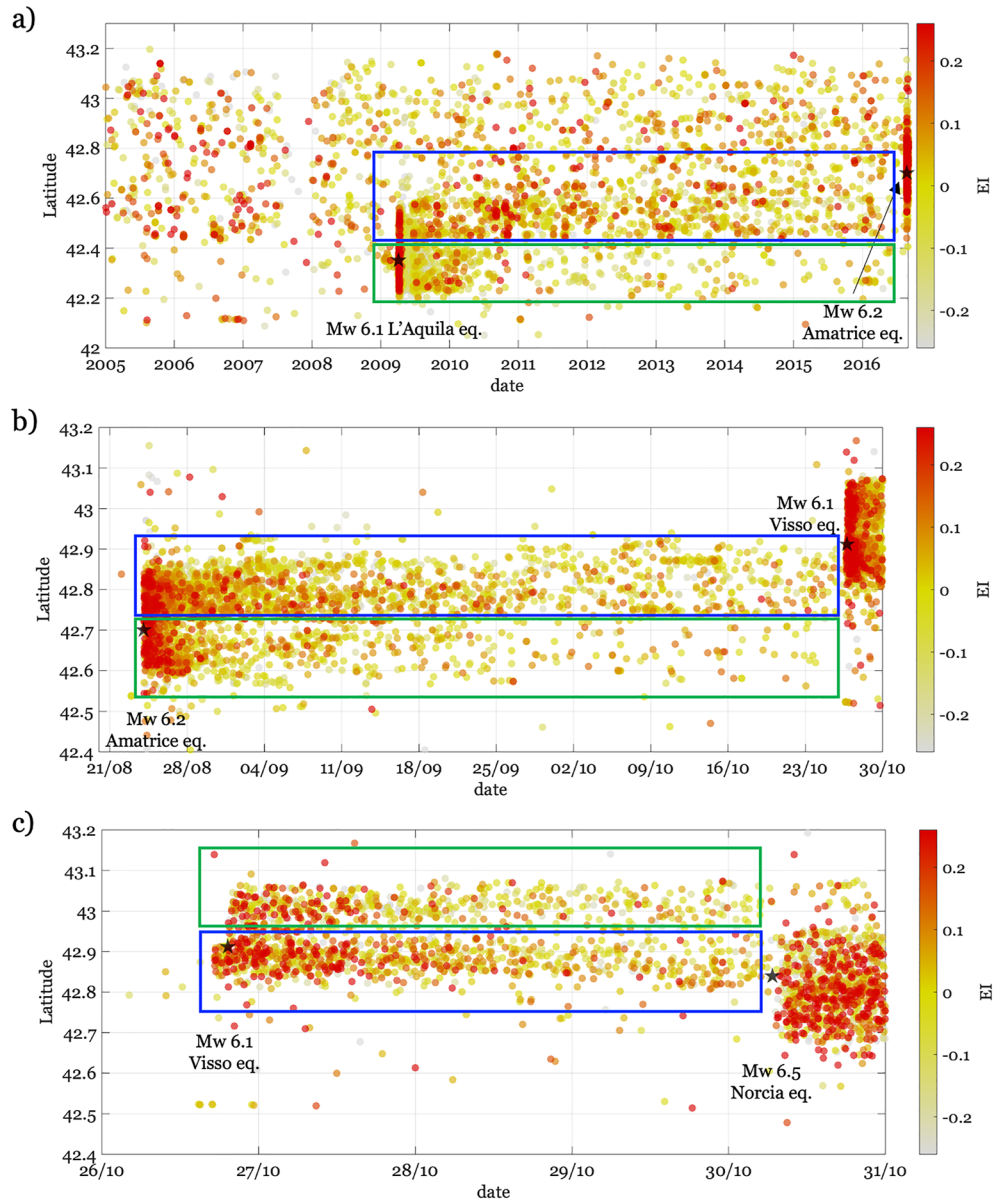 a)
43.2
43
42.8
42.6
42.4
42.2
42
Latitude
2005 2006 2007 2008 2009 2010 2011 2012 2013 2014 2015 2016
date
Mw 6.1 L’Aquila eq.
Mw 6.2
Amatrice eq.
0.2
0.1
0
-0.1
-0.2
EI
b)
43.2
43.1
43
42.9
42.8
42.7
42.6
42.5
42.4
Latitude
Mw 6.1
Visso eq.
Mw 6.2
Amatrice eq.
21/08 28/08 04/09 11/09 18/09 25/09 02/10 09/10 16/10 23/10 30/10
date
0.2
0.1
0
-0.1
-0.2
EI
c)
43.2
43.1
43
42.9
42.8
42.7
42.6
42.5
42.4
Latitude
Mw 6.1
Visso eq.
Mw 6.5
Norcia eq.
26/10 27/10 28/10 29/10 30/10 31/10
date
0.2
0.1
0
-0.1
-0.2
EI